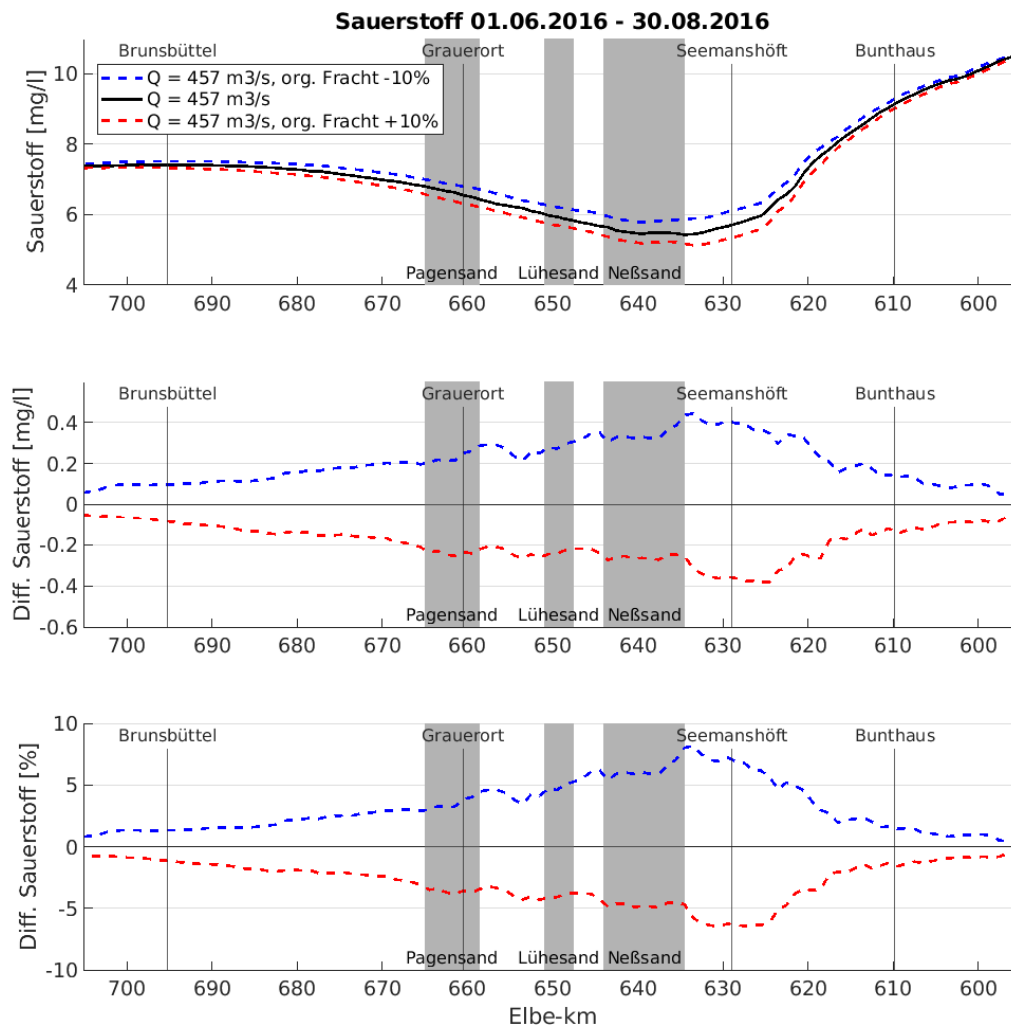 Sauerstoff 01.06.2016 - 30.08.2016
Brunsbüttel Grauerort Seemanshöft Bunthaus
Q = 457 m3/s, org. Fracht -10%
Q = 457 m3/s
Q = 457 m3/s, org. Fracht +10%
Sauerstoff [mg/l]
10
8
6
4
Pagensand Lühesand Neßsand
700 690 680 670 660 650 640 630 620 610 600
Brunsbüttel Grauerort Seemanshöft Bunthaus
Diff. Sauerstoff [mg/l]
0.4
0.2
0
-0.2
-0.4
-0.6
Pagensand Lühesand Neßsand
700 690 680 670 660 650 640 630 620 610 600
Brunsbüttel Grauerort Seemanshöft Bunthaus
Diff. Sauerstoff [%]
10
5
0
-5
-10
Pagensand Lühesand Neßsand
700 690 680 670 660 650 640 630 620 610 600
Elbe-km